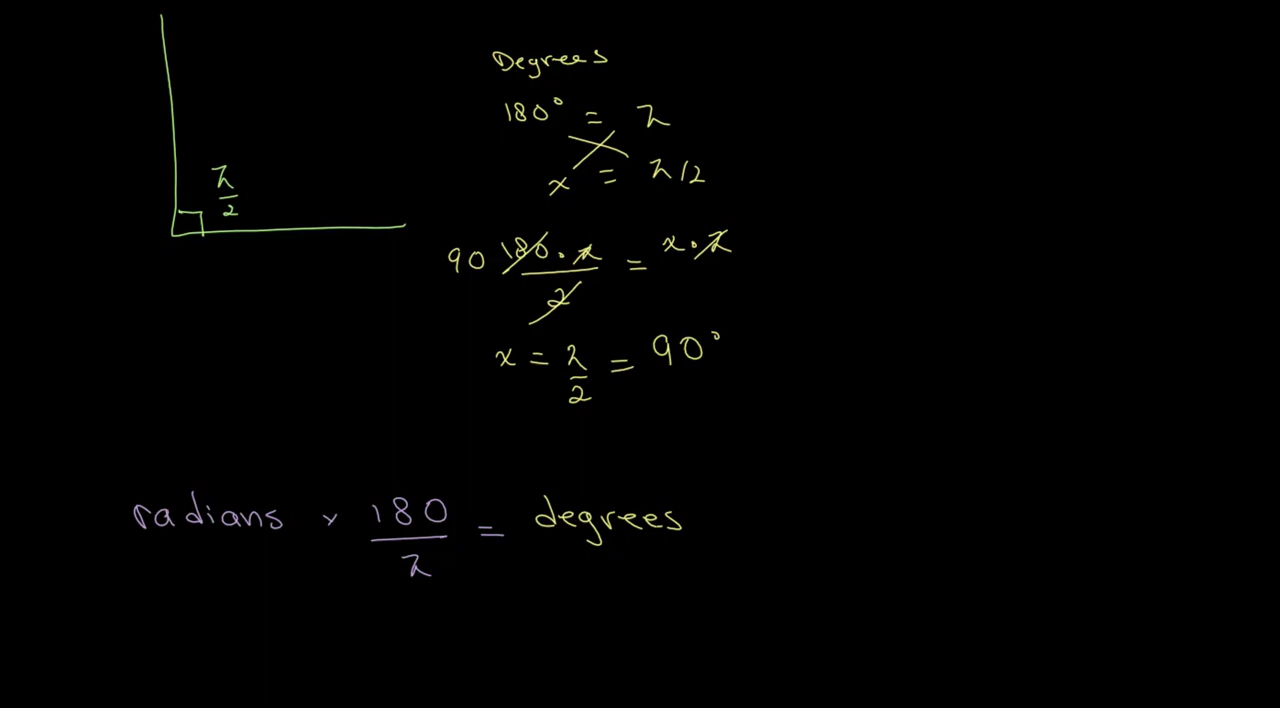 π/2
Degrees
180° = π
x = π/2
90 180·π/2 = x·π
x = π/2 = 90°
radians × 180/π = degrees